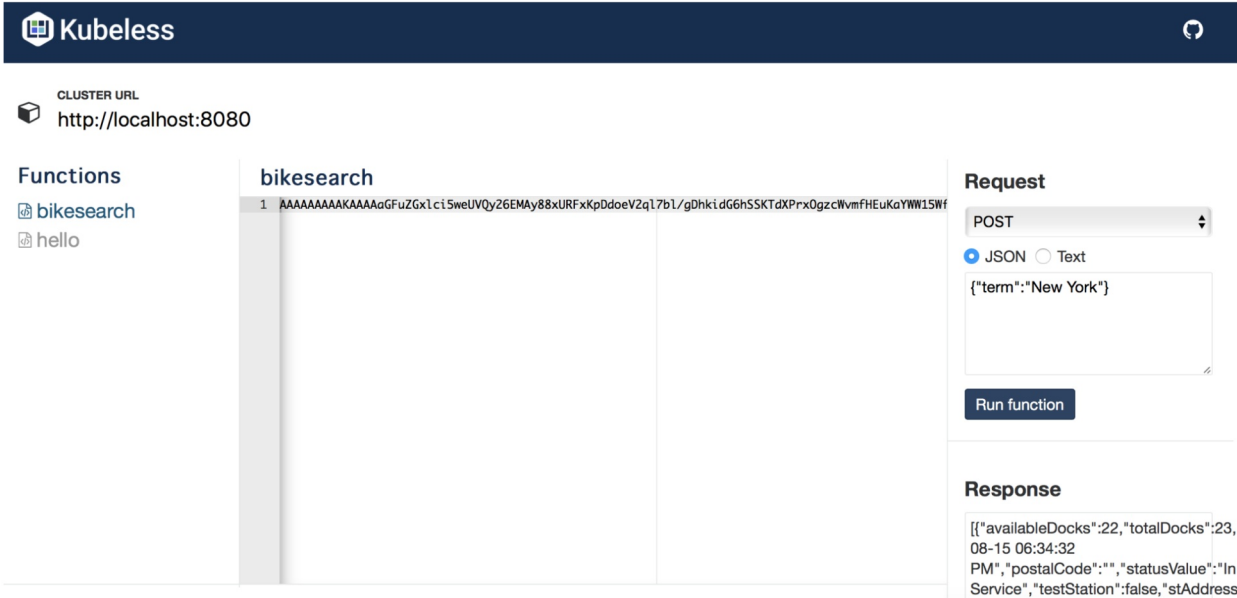 Kubeless
CLUSTER URL
http://localhost:8080
Functions
bikesearch
hello
bikesearch
1 AAAAAAAAAKAAAAaGFuZGxlci5weUVQy26EMAy88xURFxKpDdoeV2ql7bl/gDhkidG6hSSKTdXPrxOgzcWvmfHEuKaYWW15Wf
Request
POST
JSON Text
{"term":"New York"}
Run function
Response
[{"availableDocks":22,"totalDocks":23,
08-15 06:34:32
PM","postalCode":"","statusValue":"In
Service","testStation":false,"stAddress